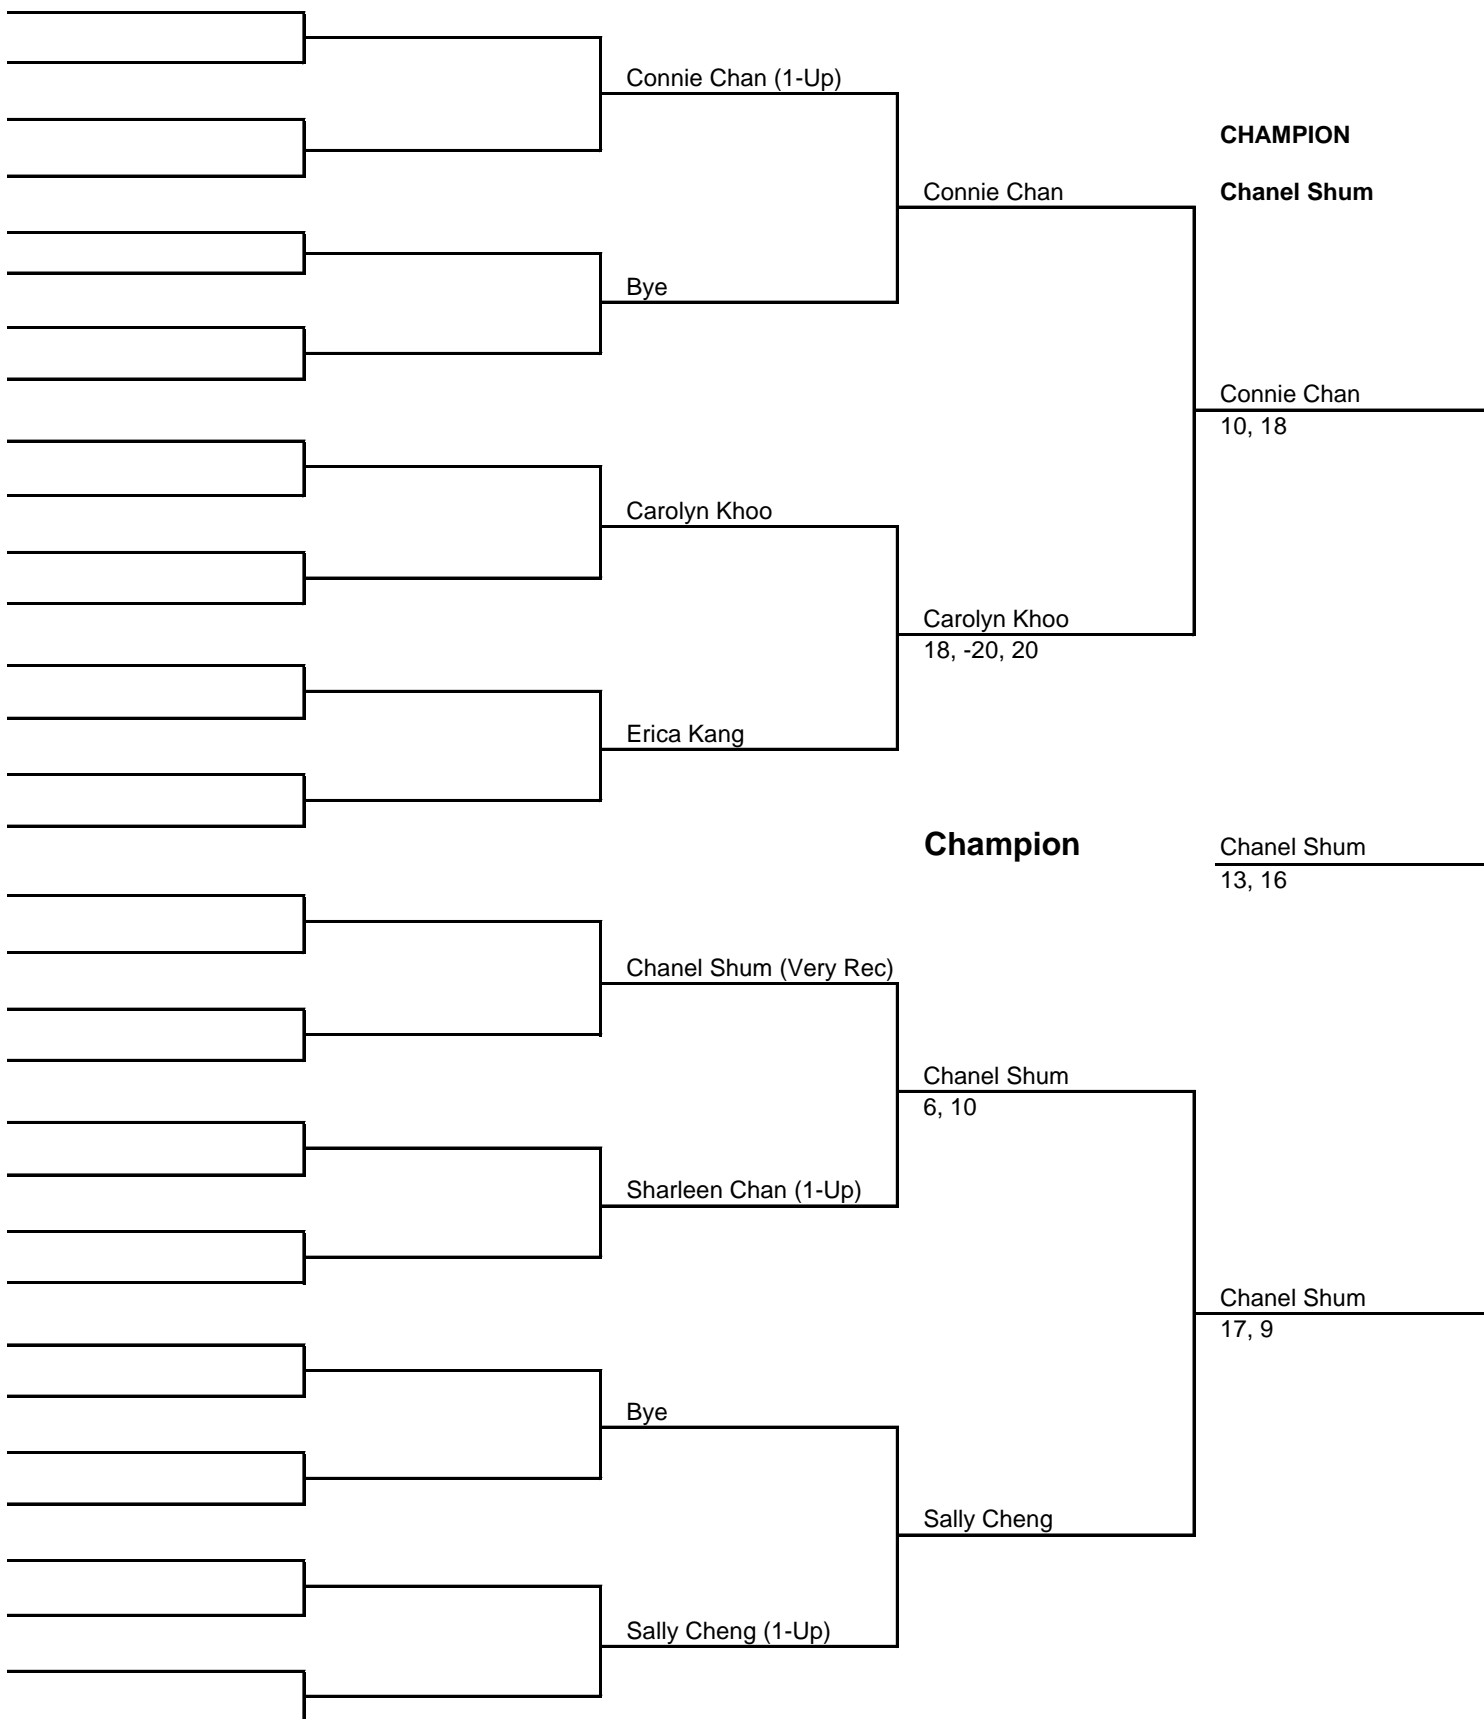 Connie Chan (1-Up)
CHAMPION
Connie Chan
Chanel Shum
Bye
Connie Chan
10, 18
Carolyn Khoo
Carolyn Khoo
18, -20, 20
Erica Kang
Champion
Chanel Shum
13, 16
Chanel Shum (Very Rec)
Chanel Shum
6, 10
Sharleen Chan (1-Up)
Chanel Shum
17, 9
Bye
Sally Cheng
Sally Cheng (1-Up)